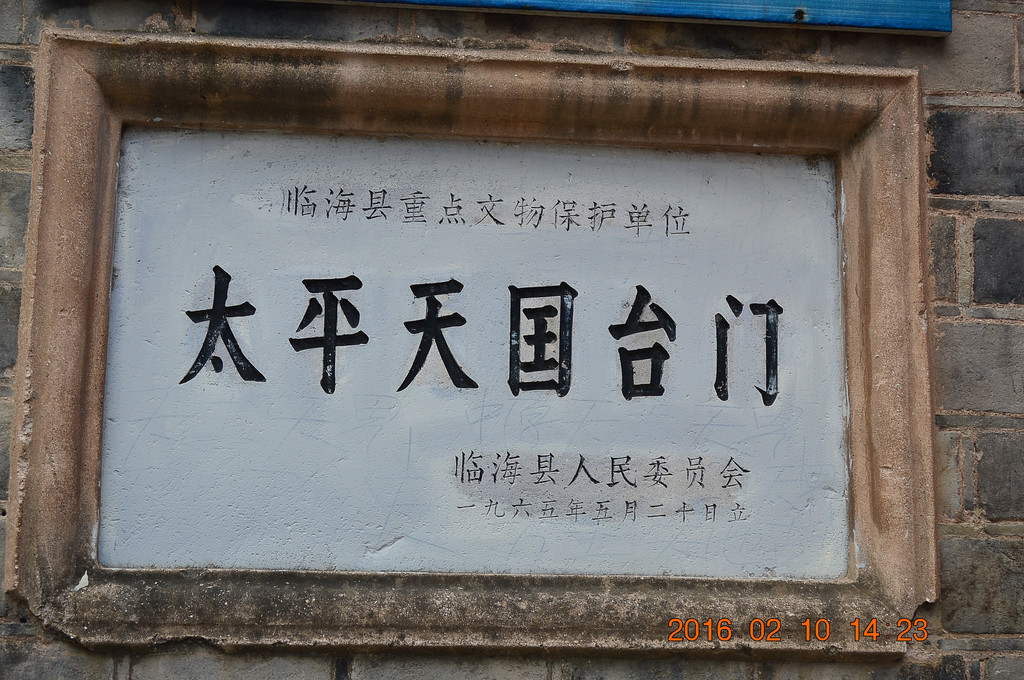 临海县重点文物保护单位
太平天国台门
临海县人民委员会
一九六五年五月二十日立
2016 02 10 14 23